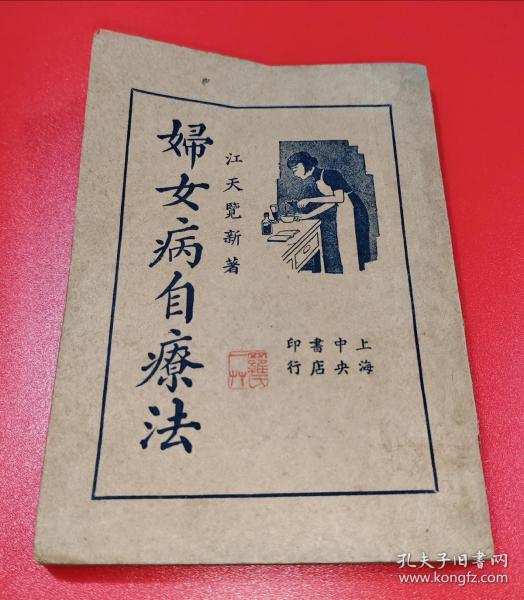 婦女病自療法
江天覽新著
上海
中央
書店
印行
孔夫子旧书网
www.kongfz.com